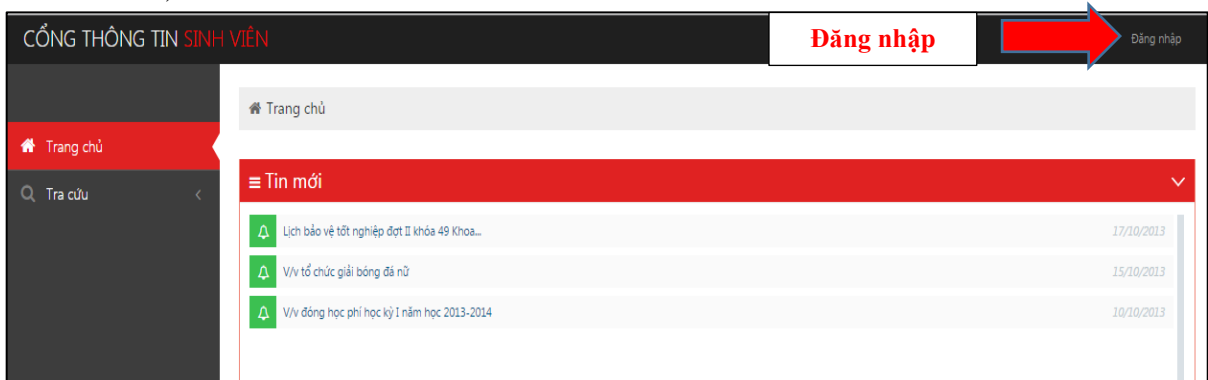 CỔNG THÔNG TIN SINH VIÊN
Đăng nhập
Đăng nhập
Trang chủ
Trang chủ
Tra cứu
Tin mới
Lịch bảo vệ tốt nghiệp đợt II khóa 49 Khoa... 17/10/2013
V/v tổ chức giải bóng đá nữ 15/10/2013
V/v đóng học phí học kỳ I năm học 2013-2014 10/10/2013